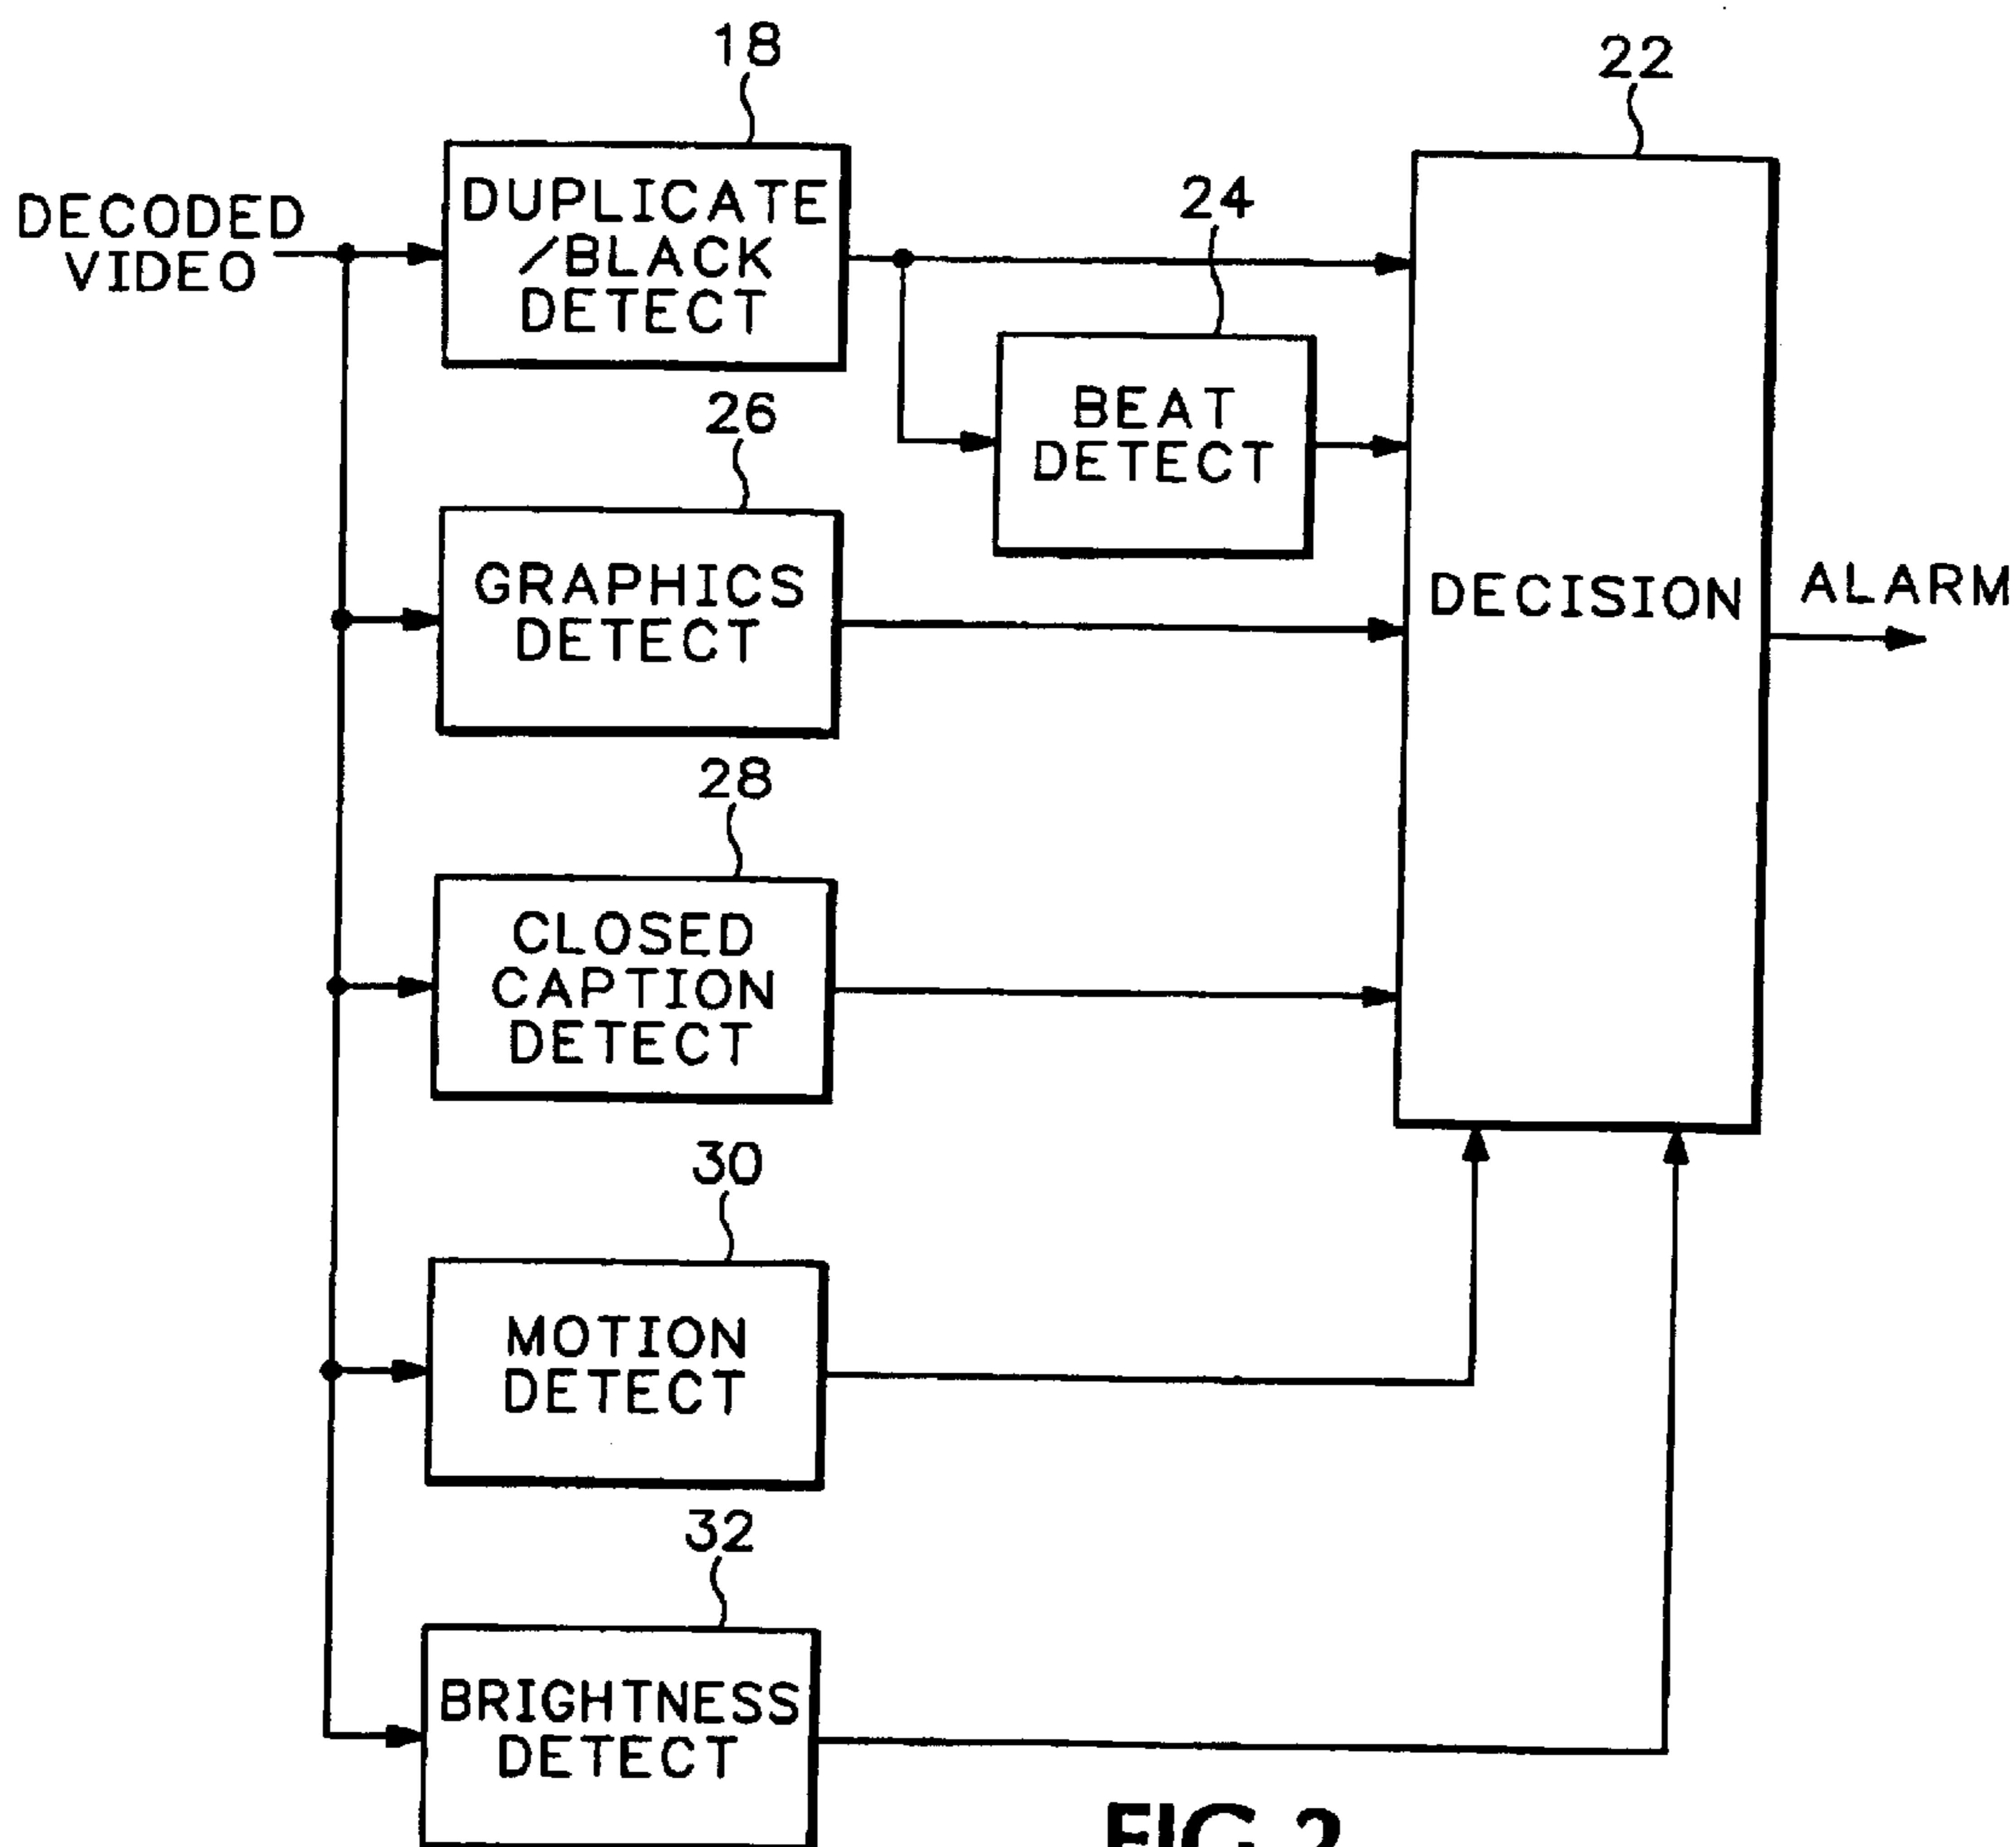 18
22
DECODED
VIDEO
DUPLICATE
/BLACK
DETECT
24
BEAT
DETECT
26
GRAPHICS
DETECT
DECISION
ALARM
28
CLOSED
CAPTION
DETECT
30
MOTION
DETECT
32
BRIGHTNESS
DETECT
FIG.2